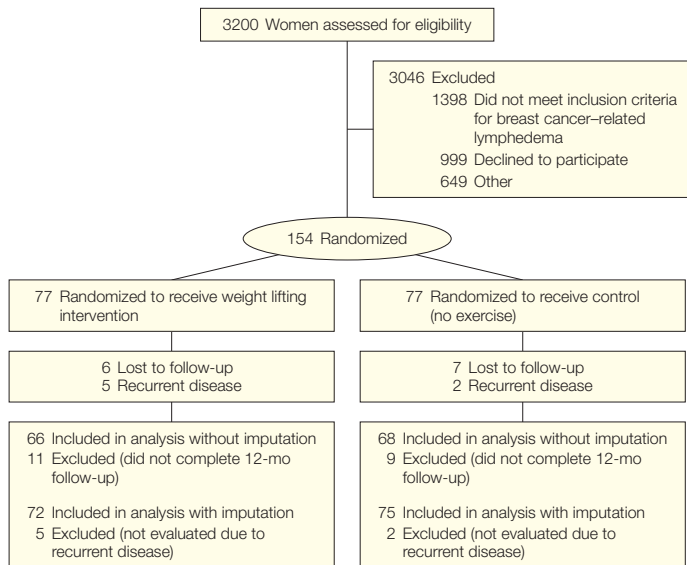 3200 Women assessed for eligibility
3046 Excluded
1398 Did not meet inclusion criteria
for breast cancer–related
lymphedema
999 Declined to participate
649 Other
154 Randomized
77 Randomized to receive weight lifting
intervention
6 Lost to follow-up
5 Recurrent disease
66 Included in analysis without imputation
11 Excluded (did not complete 12-mo
follow-up)
72 Included in analysis with imputation
5 Excluded (not evaluated due to
recurrent disease)
77 Randomized to receive control
(no exercise)
7 Lost to follow-up
2 Recurrent disease
68 Included in analysis without imputation
9 Excluded (did not complete 12-mo
follow-up)
75 Included in analysis with imputation
2 Excluded (not evaluated due to
recurrent disease)